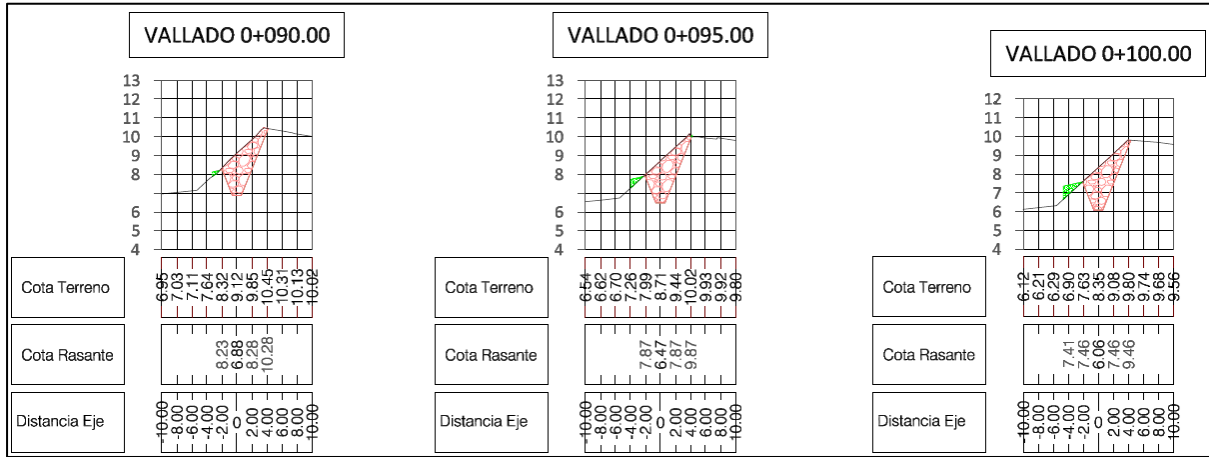 VALLADO 0+090.00
13
12
11
10
9
8
7
6
5
4
Cota Terreno
6.95 7.03 7.11 7.64 8.32 9.12 9.85 10.45 10.31 10.13 10.02
Cota Rasante
8.23 6.88 8.28 10.28
Distancia Eje
-10.00 -8.00 -6.00 -4.00 -2.00 0 2.00 4.00 6.00 8.00 10.00
VALLADO 0+095.00
13
12
11
10
9
8
7
6
5
4
Cota Terreno
6.54 6.62 6.70 7.26 7.99 8.71 9.44 10.02 9.93 9.92 9.80
Cota Rasante
7.87 6.47 7.87 9.87
Distancia Eje
-10.00 -8.00 -6.00 -4.00 -2.00 0 2.00 4.00 6.00 8.00 10.00
VALLADO 0+100.00
12
11
10
9
8
7
6
5
4
Cota Terreno
6.12 6.21 6.29 6.90 7.63 8.35 9.08 9.80 9.74 9.68 9.56
Cota Rasante
7.41 7.46 6.06 7.46 9.46
Distancia Eje
-10.00 -8.00 -6.00 -4.00 -2.00 0 2.00 4.00 6.00 8.00 10.00